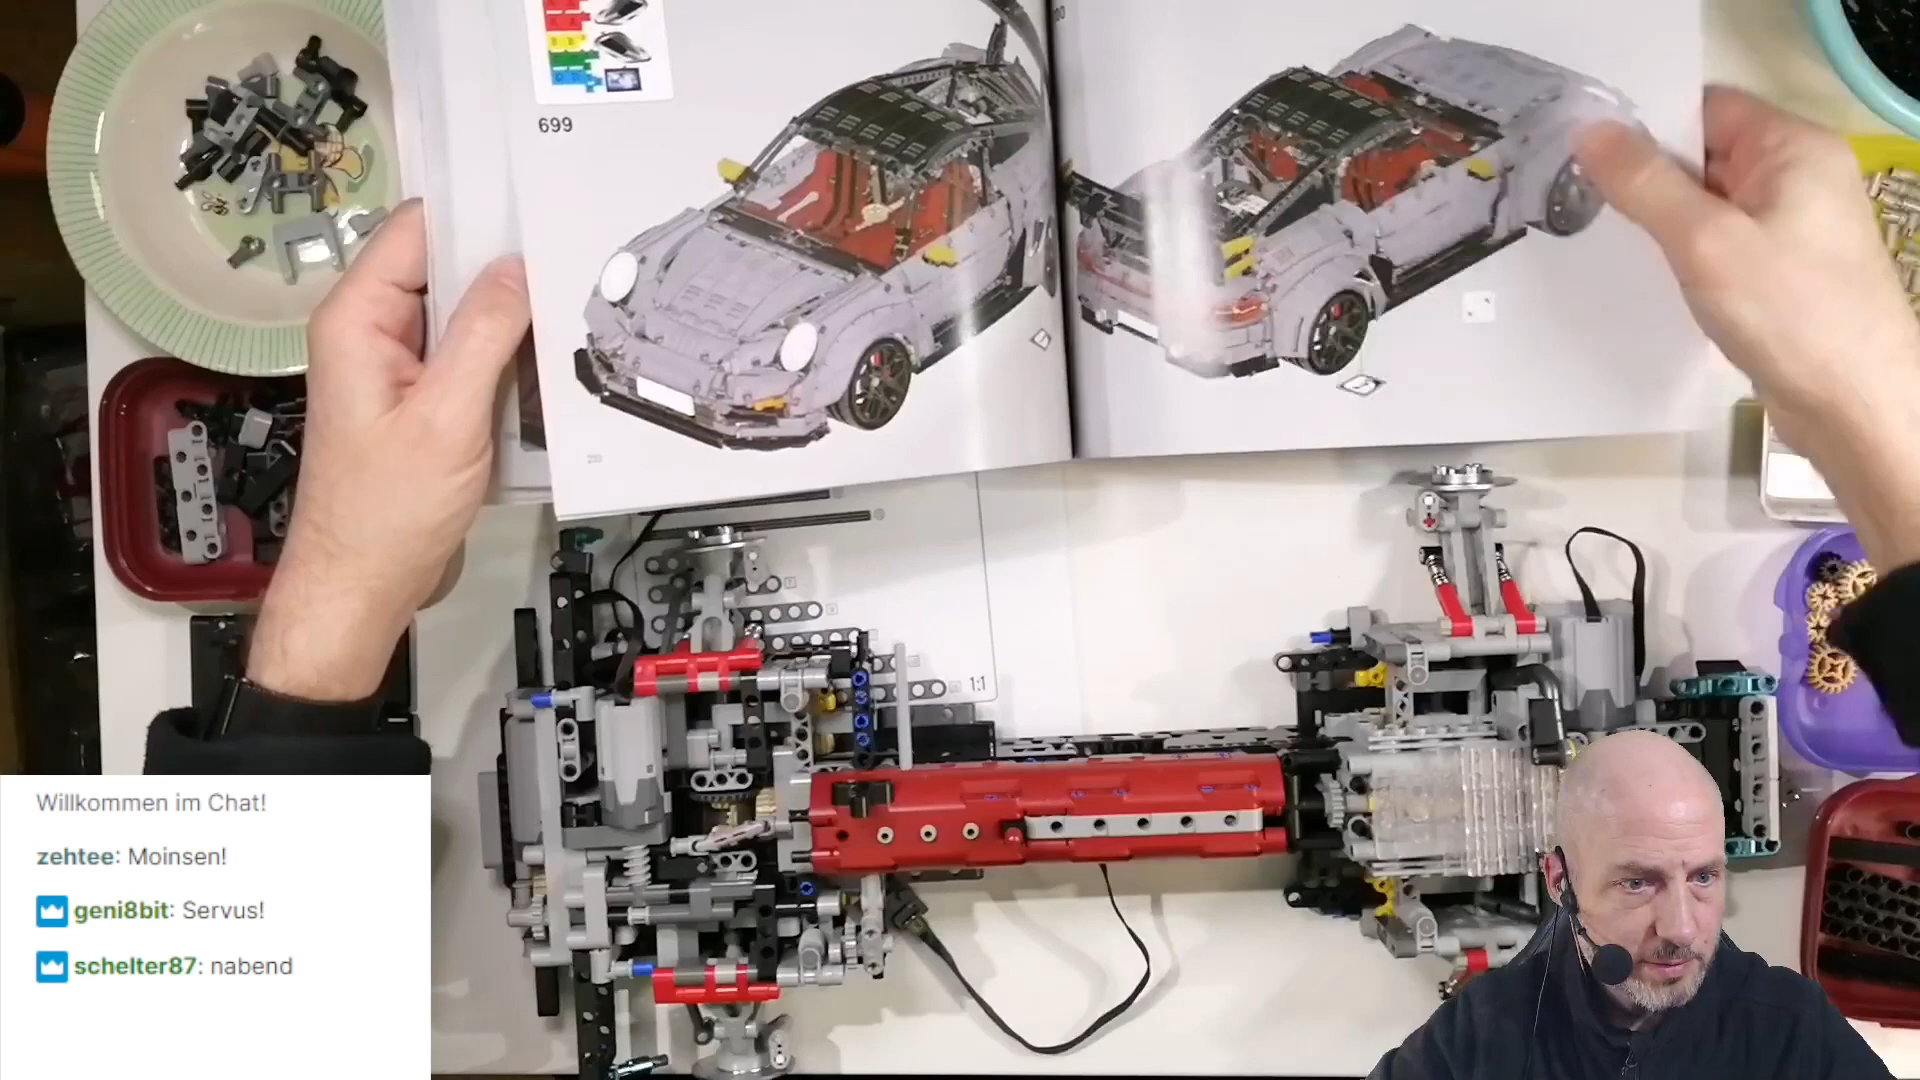 699
1:1
Willkommen im Chat!
zehtee: Moinsen!
geni8bit: Servus!
schelter87: nabend